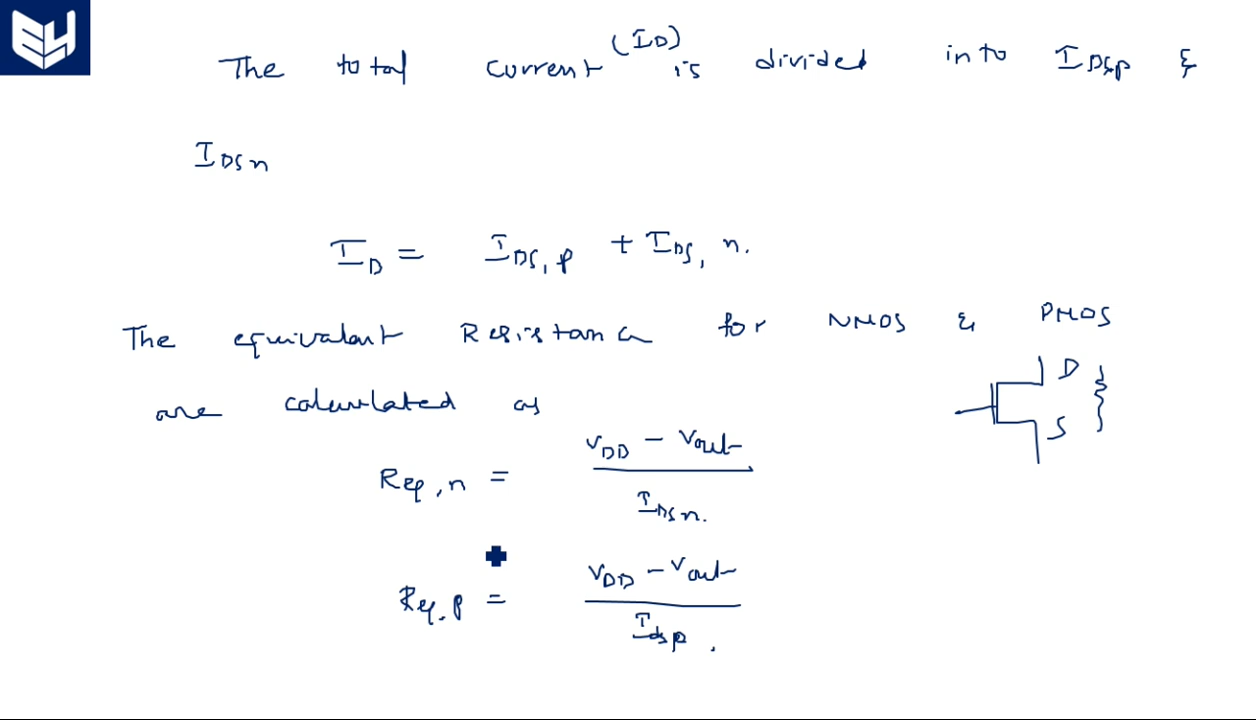 The total current (ID) is divided into IDS,p &
IDSn
ID = IDS,p + IDS, n.
The equivalent Resistance for NMOS & PMOS
are calculated as
D
S
Req,n = VDD - Vout / IDSn.
Req,p = VDD - Vout / Idsp.